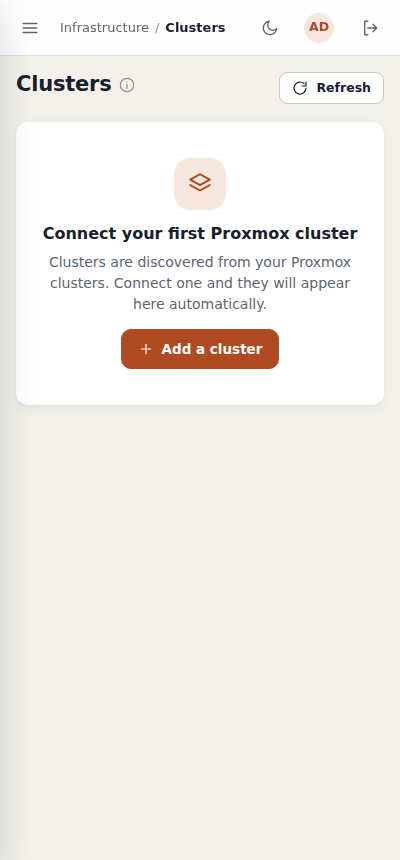 Infrastructure / Clusters
AD
Clusters
Refresh
Connect your first Proxmox cluster
Clusters are discovered from your Proxmox
clusters. Connect one and they will appear
here automatically.
Add a cluster